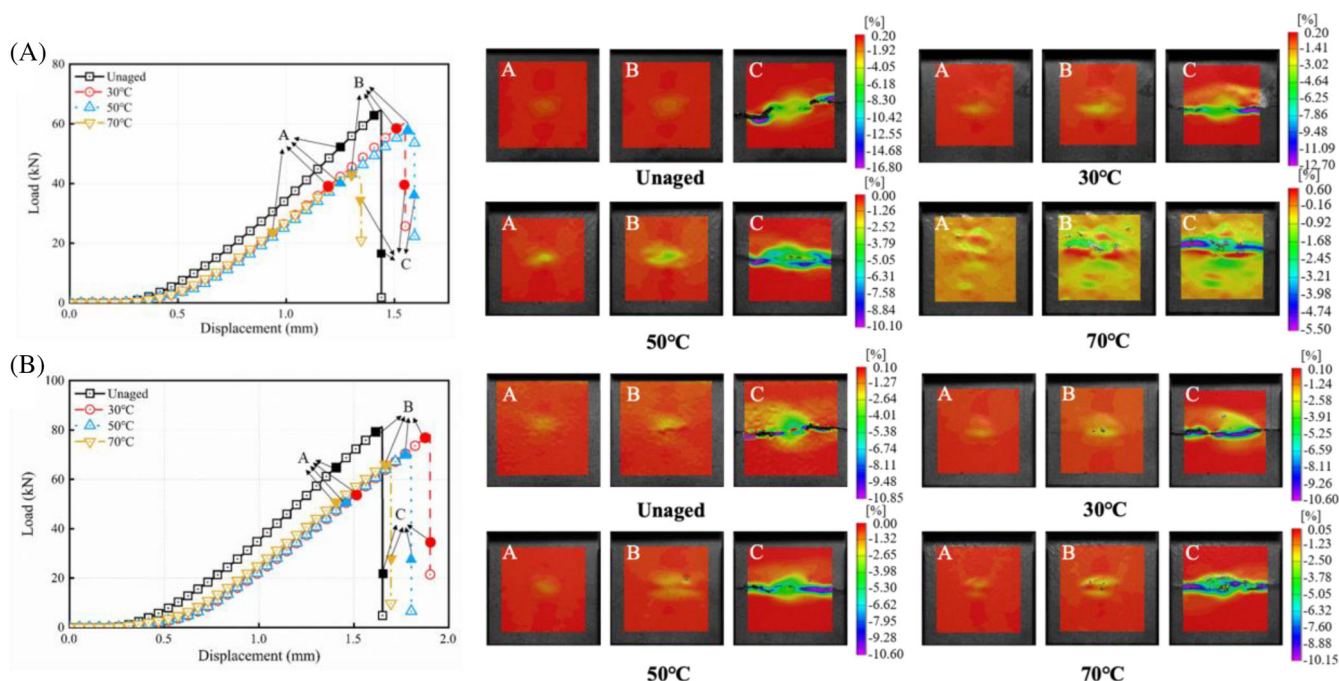 (A)
80
60
40
20
0
Load (kN)
Unaged
30℃
50℃
70℃
A
B
C
0.0
0.5
1.0
1.5
Displacement (mm)
A
B
C
[%]
0.20
-1.92
-4.05
-6.18
-8.30
-10.42
-12.55
-14.68
-16.80
Unaged
A
B
C
[%]
0.20
-1.41
-3.02
-4.64
-6.25
-7.86
-9.48
-11.09
-12.70
30℃
A
B
C
[%]
0.00
-1.26
-2.52
-3.79
-5.05
-6.31
-7.58
-8.84
-10.10
50℃
A
B
C
[%]
0.60
-0.16
-0.92
-1.69
-2.45
-3.21
-3.98
-4.74
-5.50
70℃
(B)
100
80
60
40
20
0
Load (kN)
Unaged
30℃
50℃
70℃
A
B
C
0.0
0.5
1.0
1.5
2.0
Displacement (mm)
A
B
C
[%]
0.10
-1.27
-2.64
-4.01
-5.38
-6.74
-8.11
-9.48
-10.85
Unaged
A
B
C
[%]
0.10
-1.24
-2.58
-3.91
-5.25
-6.59
-7.93
-9.26
-10.60
30℃
A
B
C
[%]
0.00
-1.32
-2.65
-3.98
-5.30
-6.62
-7.95
-9.28
-10.60
50℃
A
B
C
[%]
0.05
-1.23
-2.50
-3.77
-5.05
-6.33
-7.60
-8.88
-10.15
70℃